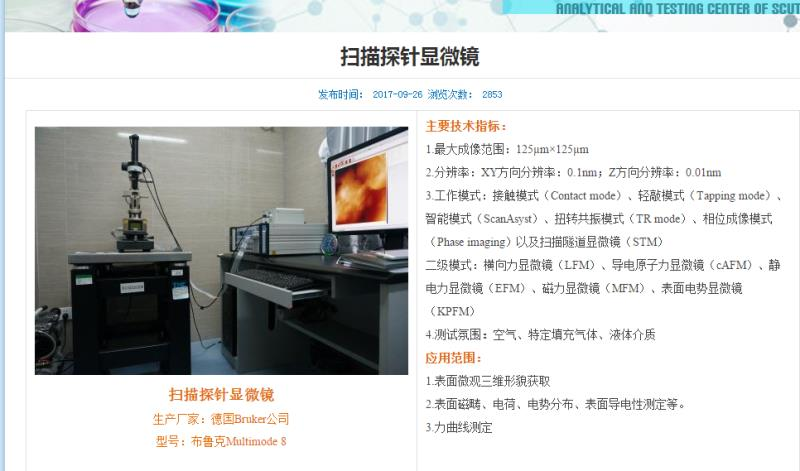 ANALYTICAL AND TESTING CENTER OF SCUT
扫描探针显微镜
发布时间： 2017-09-26 浏览次数： 2853
主要技术指标：
1.最大成像范围：125μm×125μm
2.分辨率：XY方向分辨率：0.1nm；Z方向分辨率：0.01nm
3.工作模式：接触模式（Contact mode）、轻敲模式（Tapping mode）、
智能模式（ScanAsyst）、扭转共振模式（TR mode）、相位成像模式
（Phase imaging）以及扫描隧道显微镜（STM）
二级模式：横向力显微镜（LFM）、导电原子力显微镜（cAFM）、静
电力显微镜（EFM）、磁力显微镜（MFM）、表面电势显微镜
（KPFM）
4.测试氛围：空气、特定填充气体、液体介质
应用范围：
1.表面微观三维形貌获取
2.表面磁畴、电荷、电势分布、表面导电性测定等。
3.力曲线测定
扫描探针显微镜
生产厂家：德国Bruker公司
型号：布鲁克Multimode 8